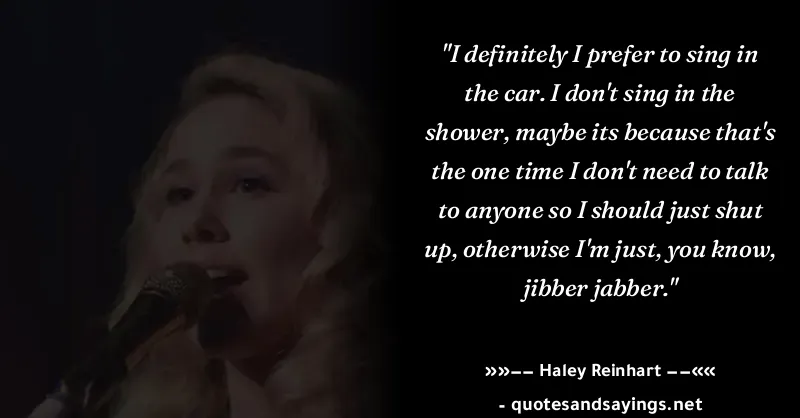 "I definitely I prefer to sing in
the car. I don't sing in the
shower, maybe its because that's
the one time I don't need to talk
to anyone so I should just shut
up, otherwise I'm just, you know,
jibber jabber."
»»–– Haley Reinhart ––««
- quotesandsayings.net